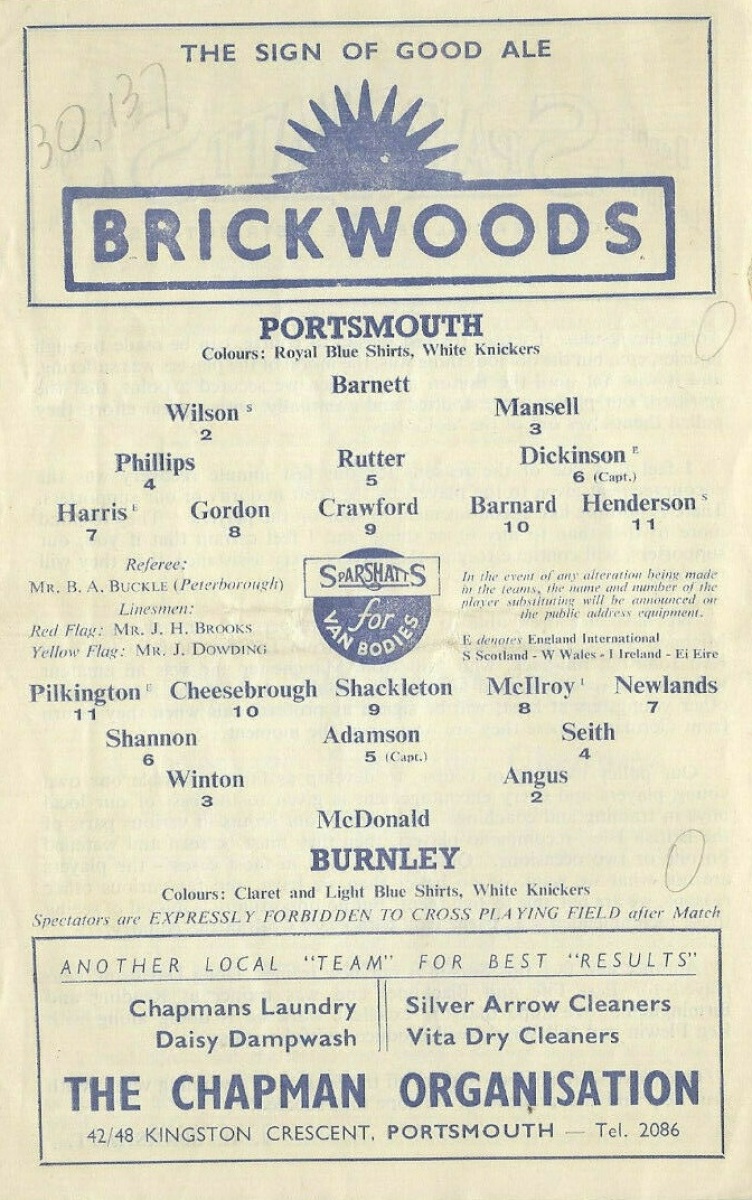 THE SIGN OF GOOD ALE
30,137
BRICKWOODS
PORTSMOUTH
Colours: Royal Blue Shirts, White Knickers
Barnett
Wilson S Mansell
2 3
Phillips Rutter Dickinson E
4 5 6 (Capt.)
Harris E Gordon Crawford Barnard Henderson S
7 8 9 10 11
Referee:
MR. B. A. BUCKLE (Peterborough)
Linesmen:
Red Flag: MR. J. H. BROOKS
Yellow Flag: MR. J. DOWDING
SPARSHATTS
for
VAN BODIES
In the event of any alteration being made
in the teams, the name and number of the
player substituting will be announced on
the public address equipment.
E denotes England International
S Scotland - W Wales - I Ireland - Ei Eire
Pilkington E Cheesebrough Shackleton McIlroy I Newlands
11 10 9 8 7
Shannon Adamson Seith
6 5 (Capt.) 4
Winton Angus
3 2
McDonald
BURNLEY
Colours: Claret and Light Blue Shirts, White Knickers
Spectators are EXPRESSLY FORBIDDEN TO CROSS PLAYING FIELD after Match
0
0
ANOTHER LOCAL "TEAM" FOR BEST "RESULTS"
Chapmans Laundry
Daisy Dampwash
Silver Arrow Cleaners
Vita Dry Cleaners
THE CHAPMAN ORGANISATION
42/48 KINGSTON CRESCENT, PORTSMOUTH — Tel. 2086